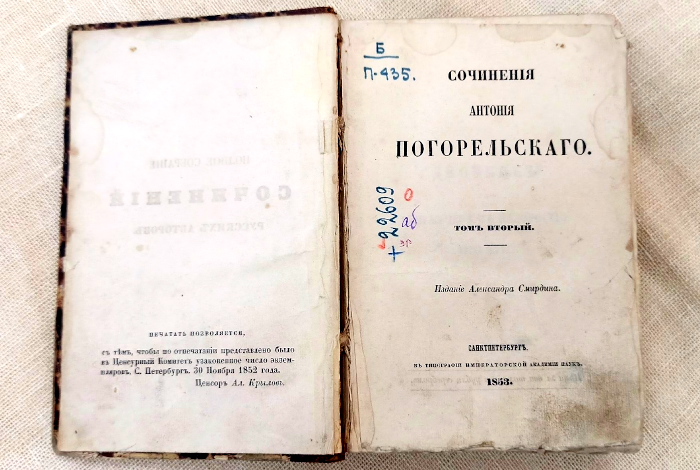 ПЕЧАТАТЬ ПОЗВОЛЯЕТСЯ,
съ тѣмъ, чтобы по отпечатаніи представлено было
въ Ценсурный Комитетъ узаконенное число экзем-
пляровъ. С. Петербургъ. 30 Ноября 1852 года.
Ценсоръ Ал. Крыловъ.
Б
П-435.
СОЧИНЕНІЯ
АНТОНІЯ
ПОГОРЕЛЬСКАГО.
+22609
аб
ТОМЪ ВТОРЫЙ.
Изданіе Александра Смирдина.
САНКТПЕТЕРБУРГЪ.
ВЪ ТИПОГРАФІИ ИМПЕРАТОРСКОЙ АКАДЕМІИ НАУКЪ.
1853.